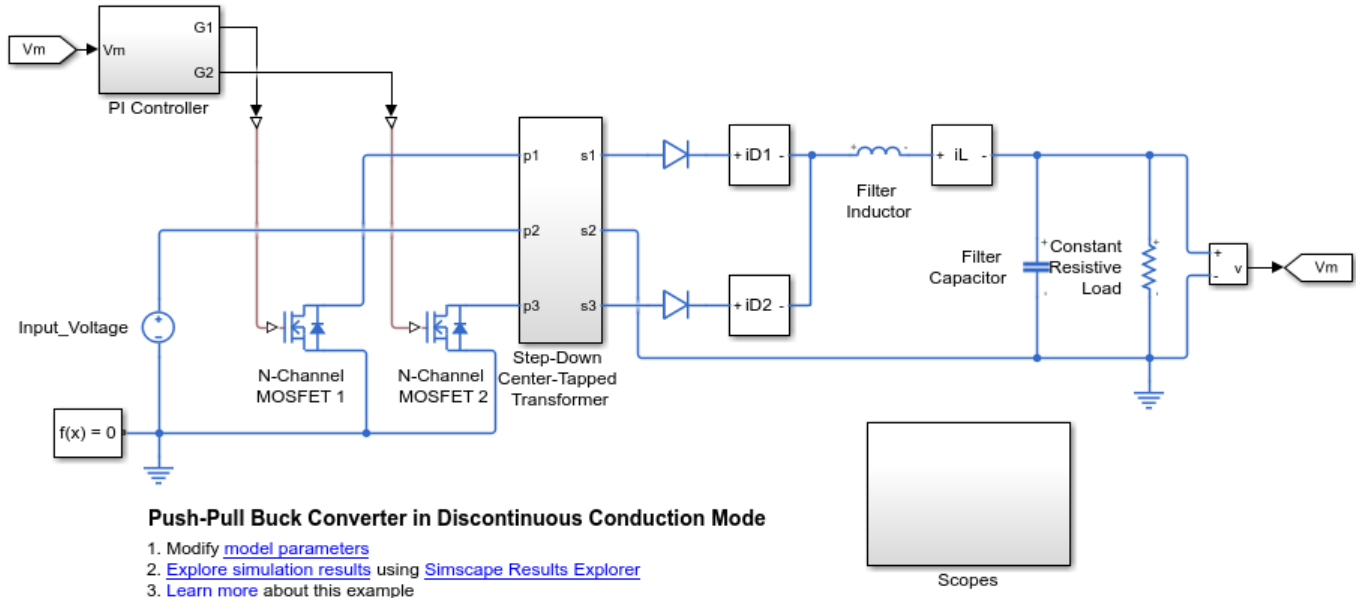 Vm
Vm
G1
G2
PI Controller
p1
p2
p3
s1
s2
s3
Step-Down
Center-Tapped
Transformer
+ iD1 -
+ iD2 -
+ -
Filter
Inductor
+ iL -
Filter
Capacitor
+
-
Constant
Resistive
Load
+
-
+
-
v
Vm
Input_Voltage
+
-
N-Channel
MOSFET 1
N-Channel
MOSFET 2
f(x) = 0
Scopes
Push-Pull Buck Converter in Discontinuous Conduction Mode
1. Modify model parameters
2. Explore simulation results using Simscape Results Explorer
3. Learn more about this example